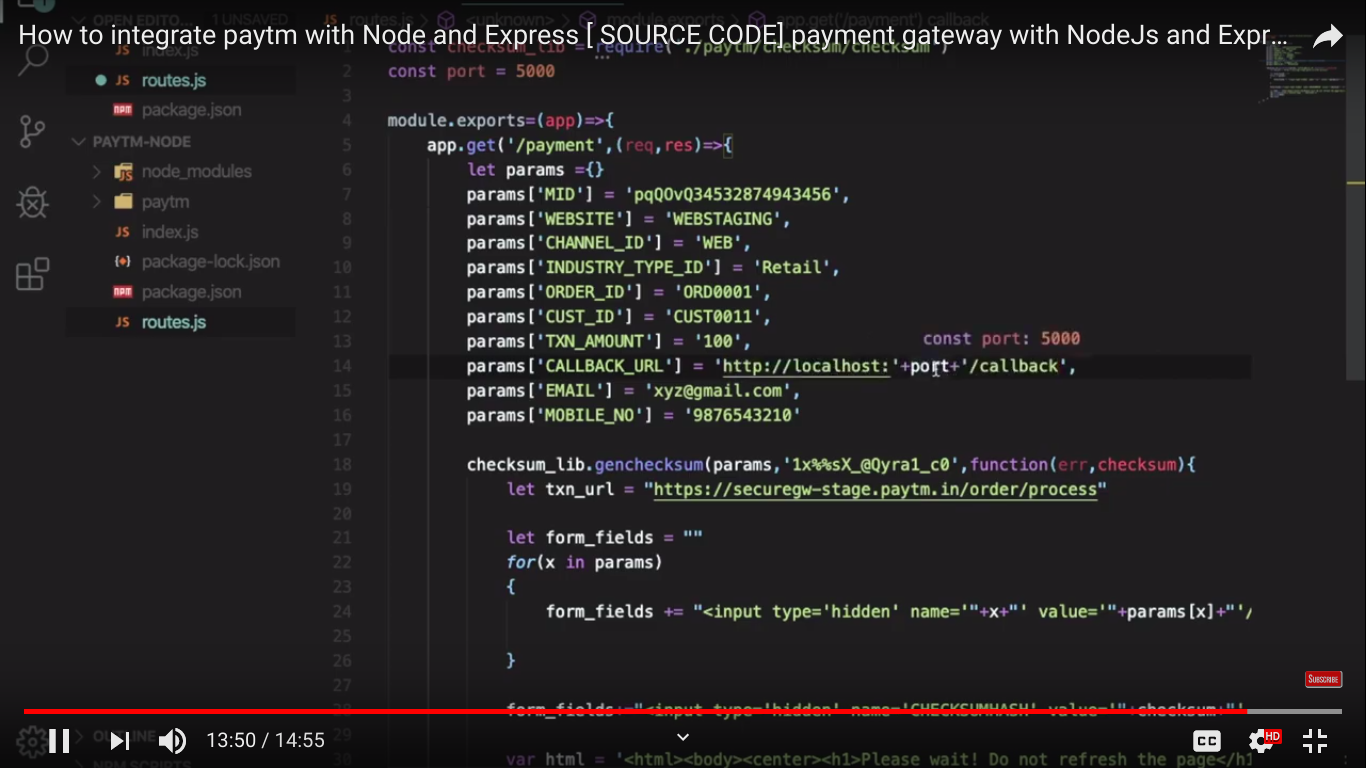 OPEN EDITO... 1 UNSAVED
JS routes.js > <unknown> > module.exports > app.get('/payment') callback
How to integrate paytm with Node and Express [ SOURCE CODE] payment gateway with NodeJs and Expr...
JS index.js
JS routes.js
npm package.json
PAYTM-NODE
node_modules
paytm
JS index.js
package-lock.json
npm package.json
JS routes.js
const checksum_lib = require('./paytm/checksum/checksum')
2 const port = 5000
3
4 module.exports=(app)=>{
5 app.get('/payment',(req,res)=>{
6 let params ={}
7 params['MID'] = 'pqQOvQ34532874943456',
8 params['WEBSITE'] = 'WEBSTAGING',
9 params['CHANNEL_ID'] = 'WEB',
10 params['INDUSTRY_TYPE_ID'] = 'Retail',
11 params['ORDER_ID'] = 'ORD0001',
12 params['CUST_ID'] = 'CUST0011',
13 params['TXN_AMOUNT'] = '100',
const port: 5000
14 params['CALLBACK_URL'] = 'http://localhost:'+port+'/callback',
15 params['EMAIL'] = 'xyz@gmail.com',
16 params['MOBILE_NO'] = '9876543210'
17
18 checksum_lib.genchecksum(params,'1x%%sX_@Qyra1_c0',function(err,checksum){
19 let txn_url = "https://securegw-stage.paytm.in/order/process"
20
21 let form_fields = ""
22 for(x in params)
23 {
24 form_fields += "<input type='hidden' name='"+x+"' value='"+params[x]+"'/
25
26 }
27
28 form_fields+="<input type='hidden' name='CHECKSUMHASH' value='"+checksum+"'
29
30 var html = '<html><body><center><h1>Please wait! Do not refresh the page</h1
SUBSCRIBE
OUTLINE
NPM SCRIPTS
13:50 / 14:55
CC
HD